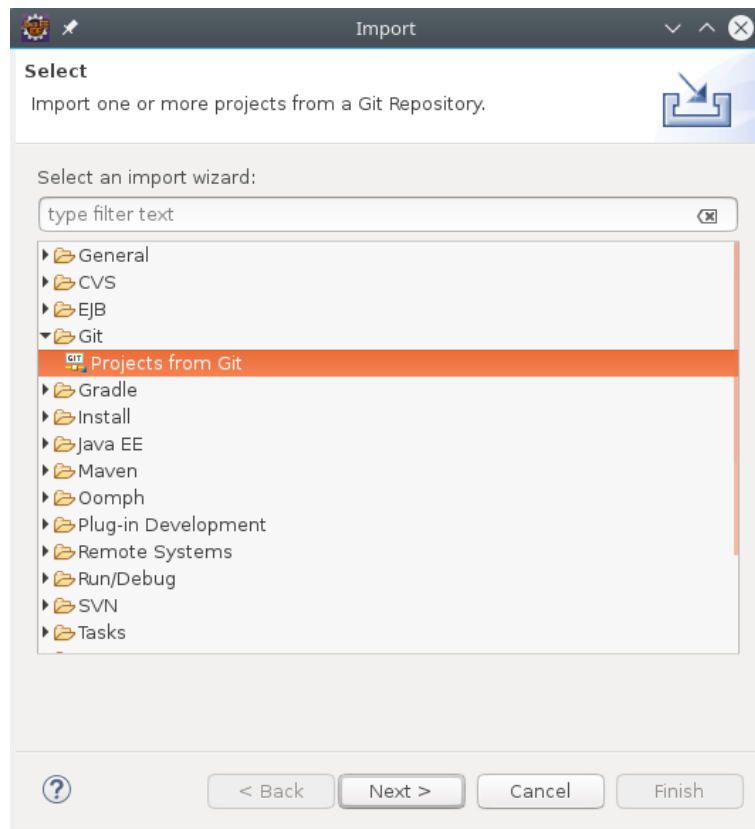 Import
Select
Import one or more projects from a Git Repository.
Select an import wizard:
type filter text
General
CVS
EJB
Git
GIT Projects from Git
Gradle
Install
Java EE
Maven
Oomph
Plug-in Development
Remote Systems
Run/Debug
SVN
Tasks
? < Back Next > Cancel Finish